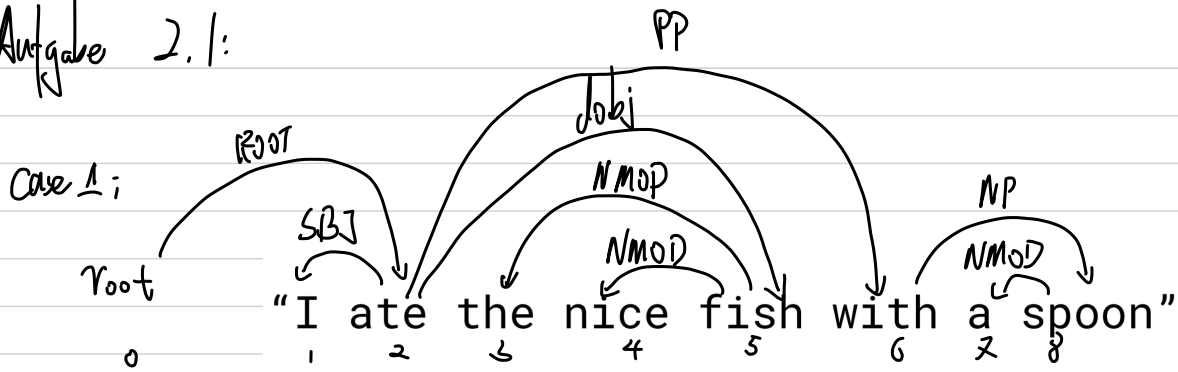 Aufgabe 2.1:
PP
dobj
ROOT
Case 1:
NMOD
NP
SBJ
NMOD
NMOD
root
“I ate the nice fish with a spoon”
0 1 2 3 4 5 6 7 8